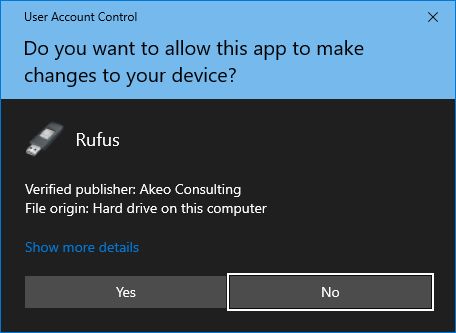 User Account Control
Do you want to allow this app to make
changes to your device?
Rufus
Verified publisher: Akeo Consulting
File origin: Hard drive on this computer
Show more details
Yes
No